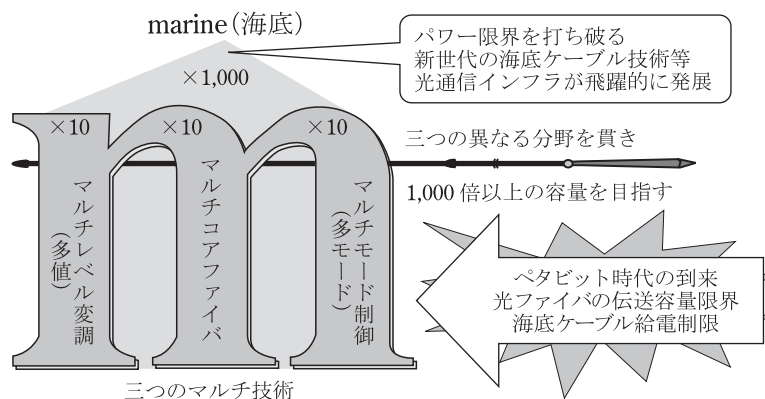 marine（海底）
パワー限界を打ち破る
新世代の海底ケーブル技術等
光通信インフラが飛躍的に発展
×1,000
×10
×10
×10
三つの異なる分野を貫き
1,000 倍以上の容量を目指す
マルチレベル変調
（多値）
マルチコアファイバ
マルチモード制御
（多モード）
ペタビット時代の到来
光ファイバの伝送容量限界
海底ケーブル給電制限
三つのマルチ技術